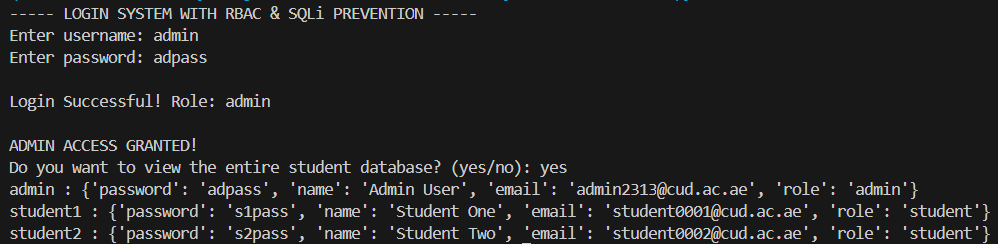 ----- LOGIN SYSTEM WITH RBAC & SQLi PREVENTION -----
Enter username: admin
Enter password: adpass
Login Successful! Role: admin
ADMIN ACCESS GRANTED!
Do you want to view the entire student database? (yes/no): yes
admin : {'password': 'adpass', 'name': 'Admin User', 'email': 'admin2313@cud.ac.ae', 'role': 'admin'}
student1 : {'password': 's1pass', 'name': 'Student One', 'email': 'student0001@cud.ac.ae', 'role': 'student'}
student2 : {'password': 's2pass', 'name': 'Student Two', 'email': 'student0002@cud.ac.ae', 'role': 'student'}